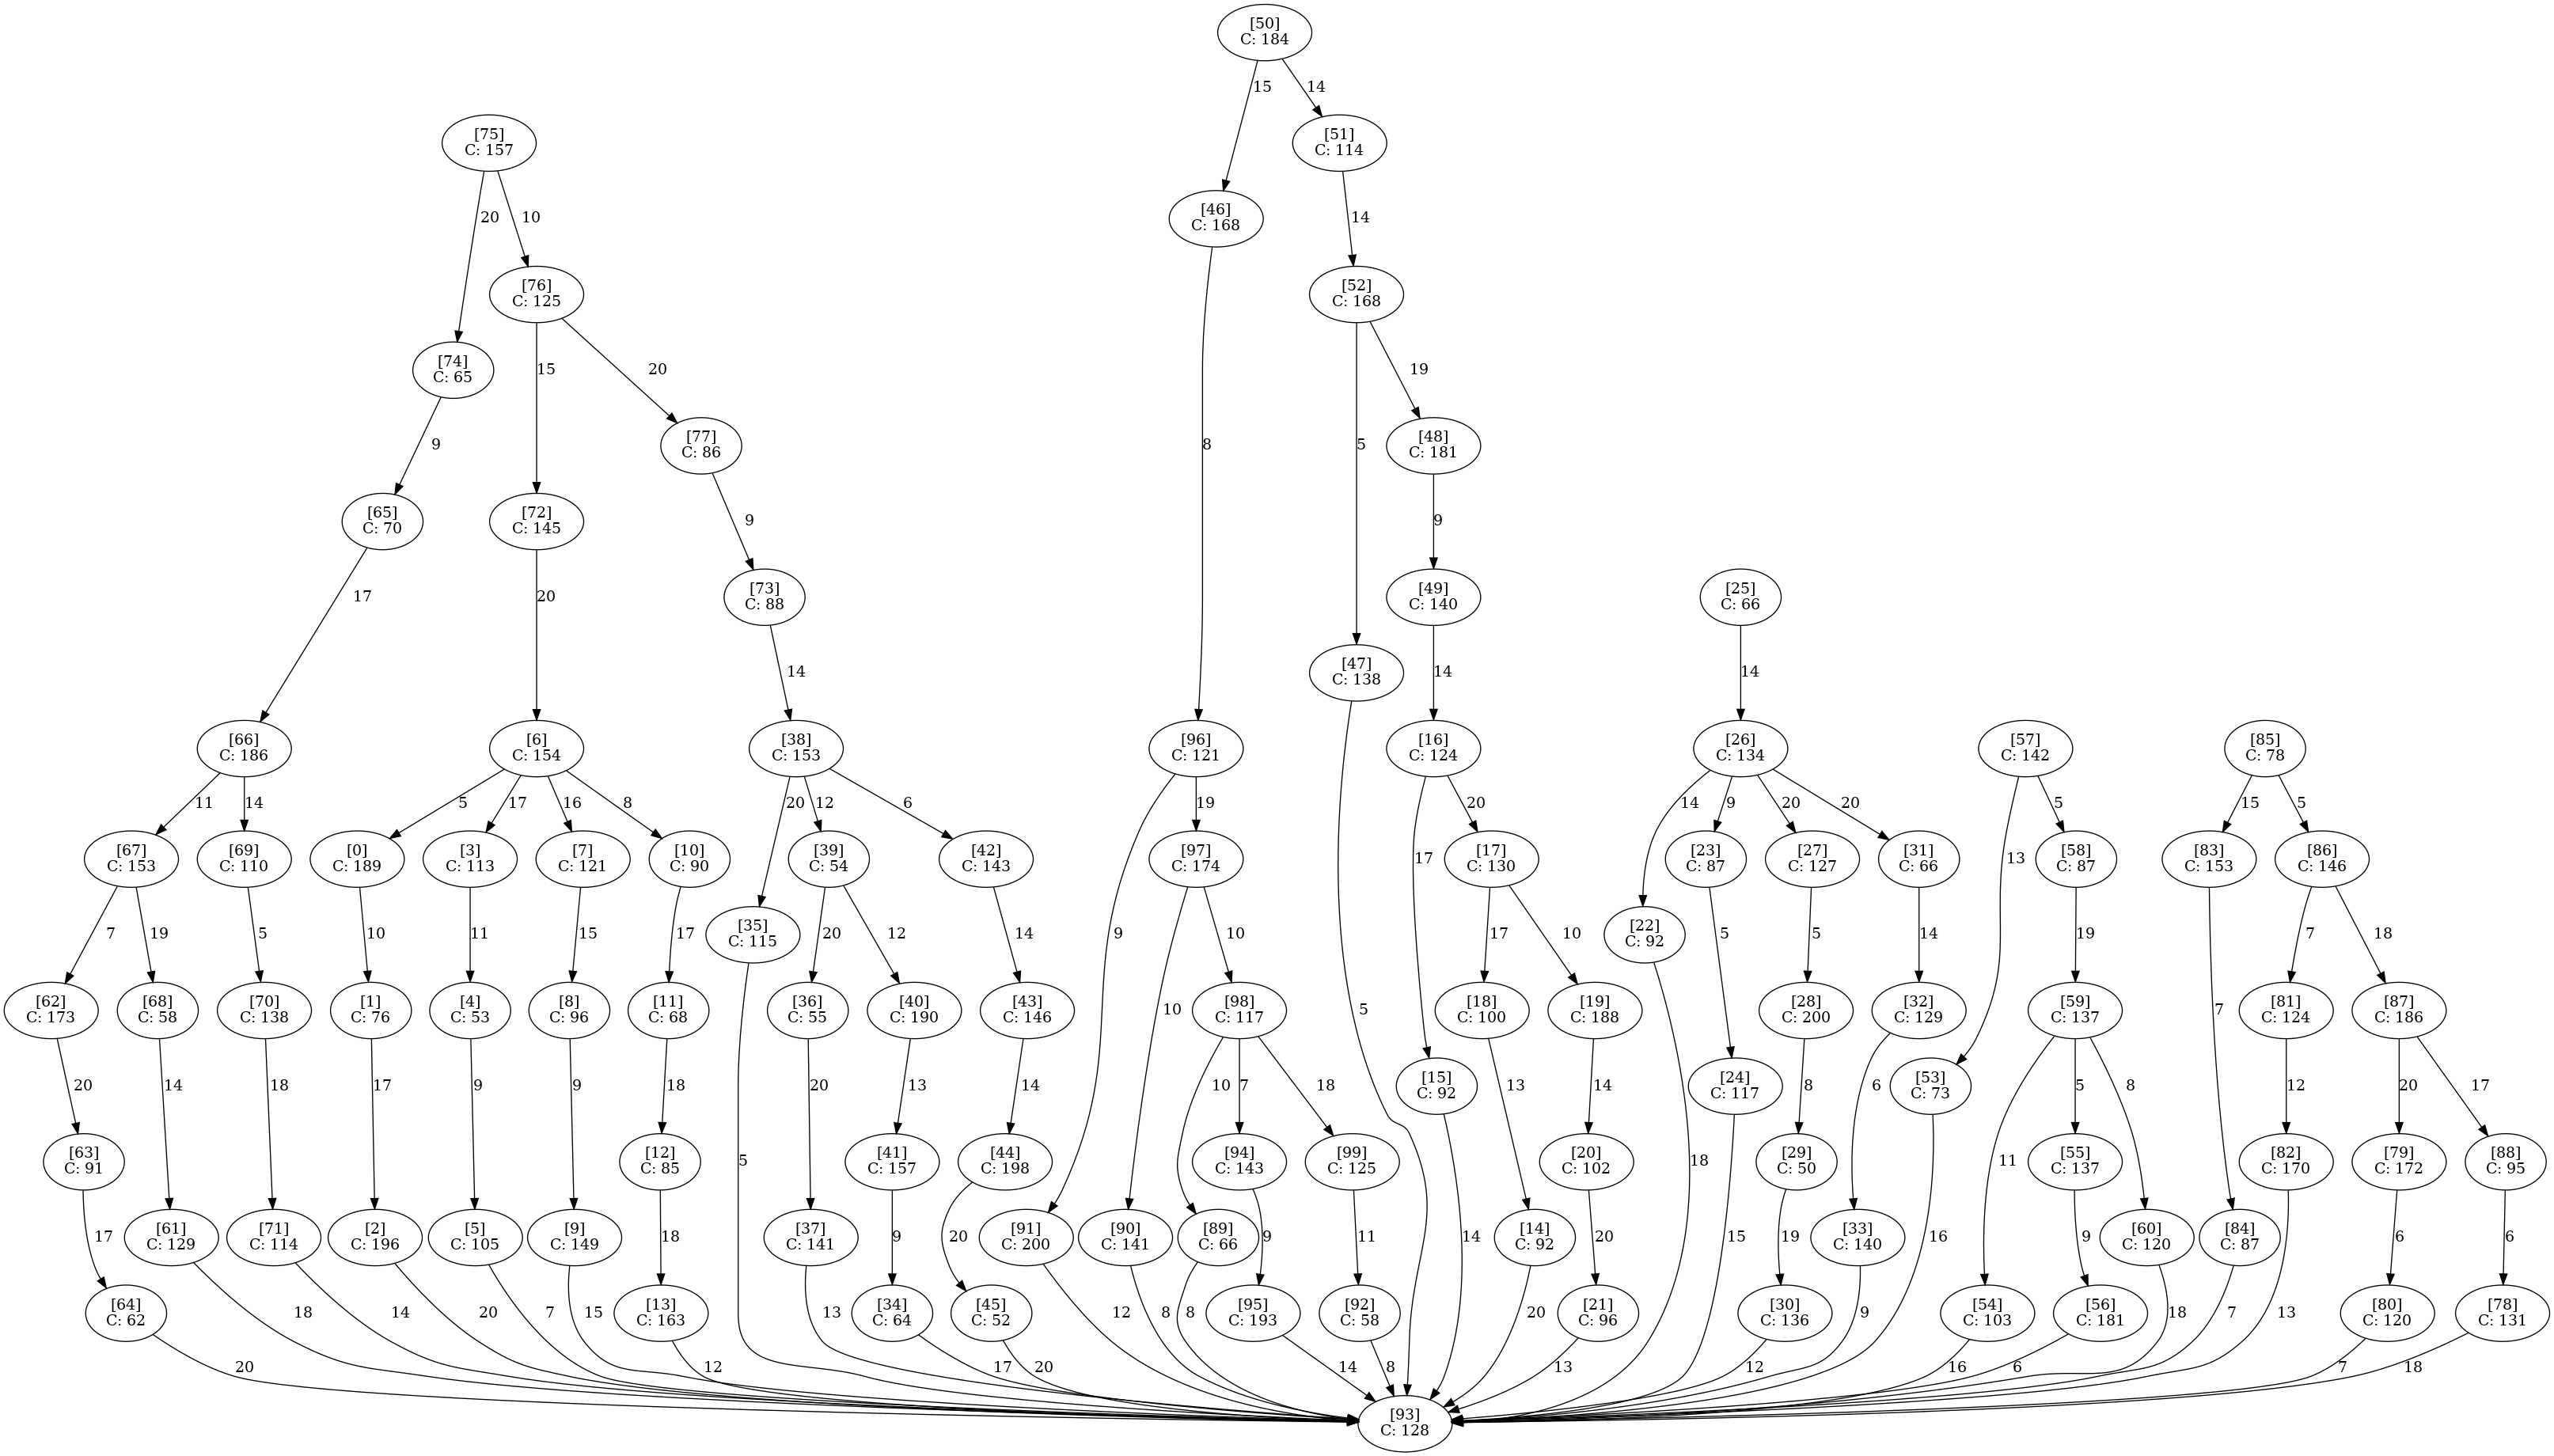 [50]
C: 184
15
14
[75]
C: 157
[51]
C: 114
20
10
[46]
C: 168
14
[76]
C: 125
[52]
C: 168
[74]
C: 65
15
20
8
5
19
9
[77]
C: 86
[48]
C: 181
[65]
C: 70
[72]
C: 145
9
9
17
20
[73]
C: 88
[49]
C: 140
[25]
C: 66
14
[47]
C: 138
14
14
[66]
C: 186
[6]
C: 154
[38]
C: 153
[96]
C: 121
[16]
C: 124
[26]
C: 134
[57]
C: 142
[85]
C: 78
11
14
5
17
16
8
20
12
6
19
20
14
9
20
20
5
15
5
[67]
C: 153
[69]
C: 110
[0]
C: 189
[3]
C: 113
[7]
C: 121
[10]
C: 90
[39]
C: 54
[42]
C: 143
[97]
C: 174
17
[17]
C: 130
[23]
C: 87
[27]
C: 127
[31]
C: 66
13
[58]
C: 87
[83]
C: 153
[86]
C: 146
7
19
5
10
11
15
17
[35]
C: 115
20
12
14
9
10
17
10
[22]
C: 92
5
5
14
19
7
18
[62]
C: 173
[68]
C: 58
[70]
C: 138
[1]
C: 76
[4]
C: 53
[8]
C: 96
[11]
C: 68
[36]
C: 55
[40]
C: 190
[43]
C: 146
10
[98]
C: 117
5
[18]
C: 100
[19]
C: 188
[28]
C: 200
[32]
C: 129
[59]
C: 137
7
[81]
C: 124
[87]
C: 186
20
14
18
17
9
9
18
20
13
14
10
7
18
[15]
C: 92
13
14
[24]
C: 117
8
6
[53]
C: 73
5
8
12
20
17
[63]
C: 91
[12]
C: 85
5
[41]
C: 157
[44]
C: 198
[94]
C: 143
[99]
C: 125
[20]
C: 102
18
[29]
C: 50
11
[55]
C: 137
[82]
C: 170
[79]
C: 172
[88]
C: 95
17
[61]
C: 129
[71]
C: 114
[2]
C: 196
[5]
C: 105
[9]
C: 149
18
[37]
C: 141
9
20
[91]
C: 200
[90]
C: 141
[89]
C: 66
9
11
14
[14]
C: 92
20
15
19
[33]
C: 140
16
9
[60]
C: 120
[84]
C: 87
6
6
[64]
C: 62
18
14
20
7
15
[13]
C: 163
13
[34]
C: 64
[45]
C: 52
12
8
8
[95]
C: 193
[92]
C: 58
20
[21]
C: 96
[30]
C: 136
9
[54]
C: 103
[56]
C: 181
18
7
13
[80]
C: 120
[78]
C: 131
20
12
17
20
14
8
13
12
16
6
7
18
[93]
C: 128